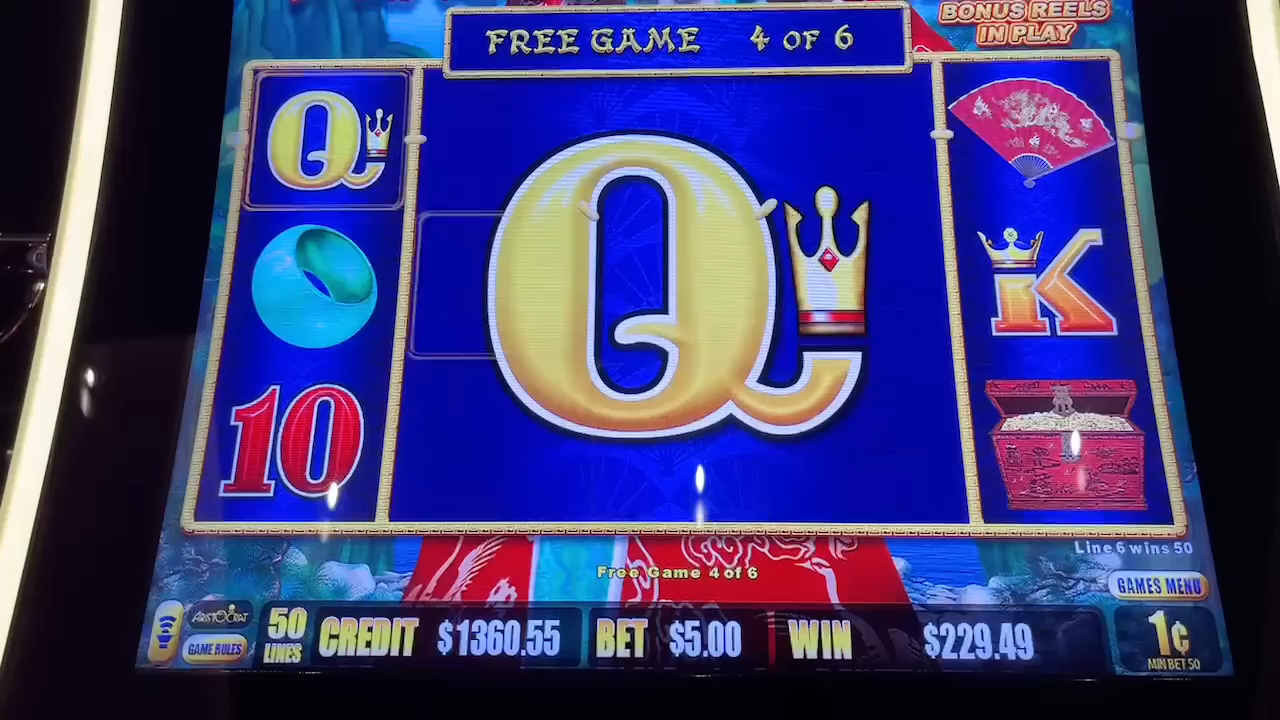 FREE GAME 4 OF 6
BONUS REELS
IN PLAY
Q
Q
K
10
Line 6 wins 50
Free Game 4 of 6
GAMES MENU
ARISTOCRAT
GAME RULES
50
LINES
CREDIT $1360.55
BET $5.00
WIN $229.49
1¢
MIN BET 50